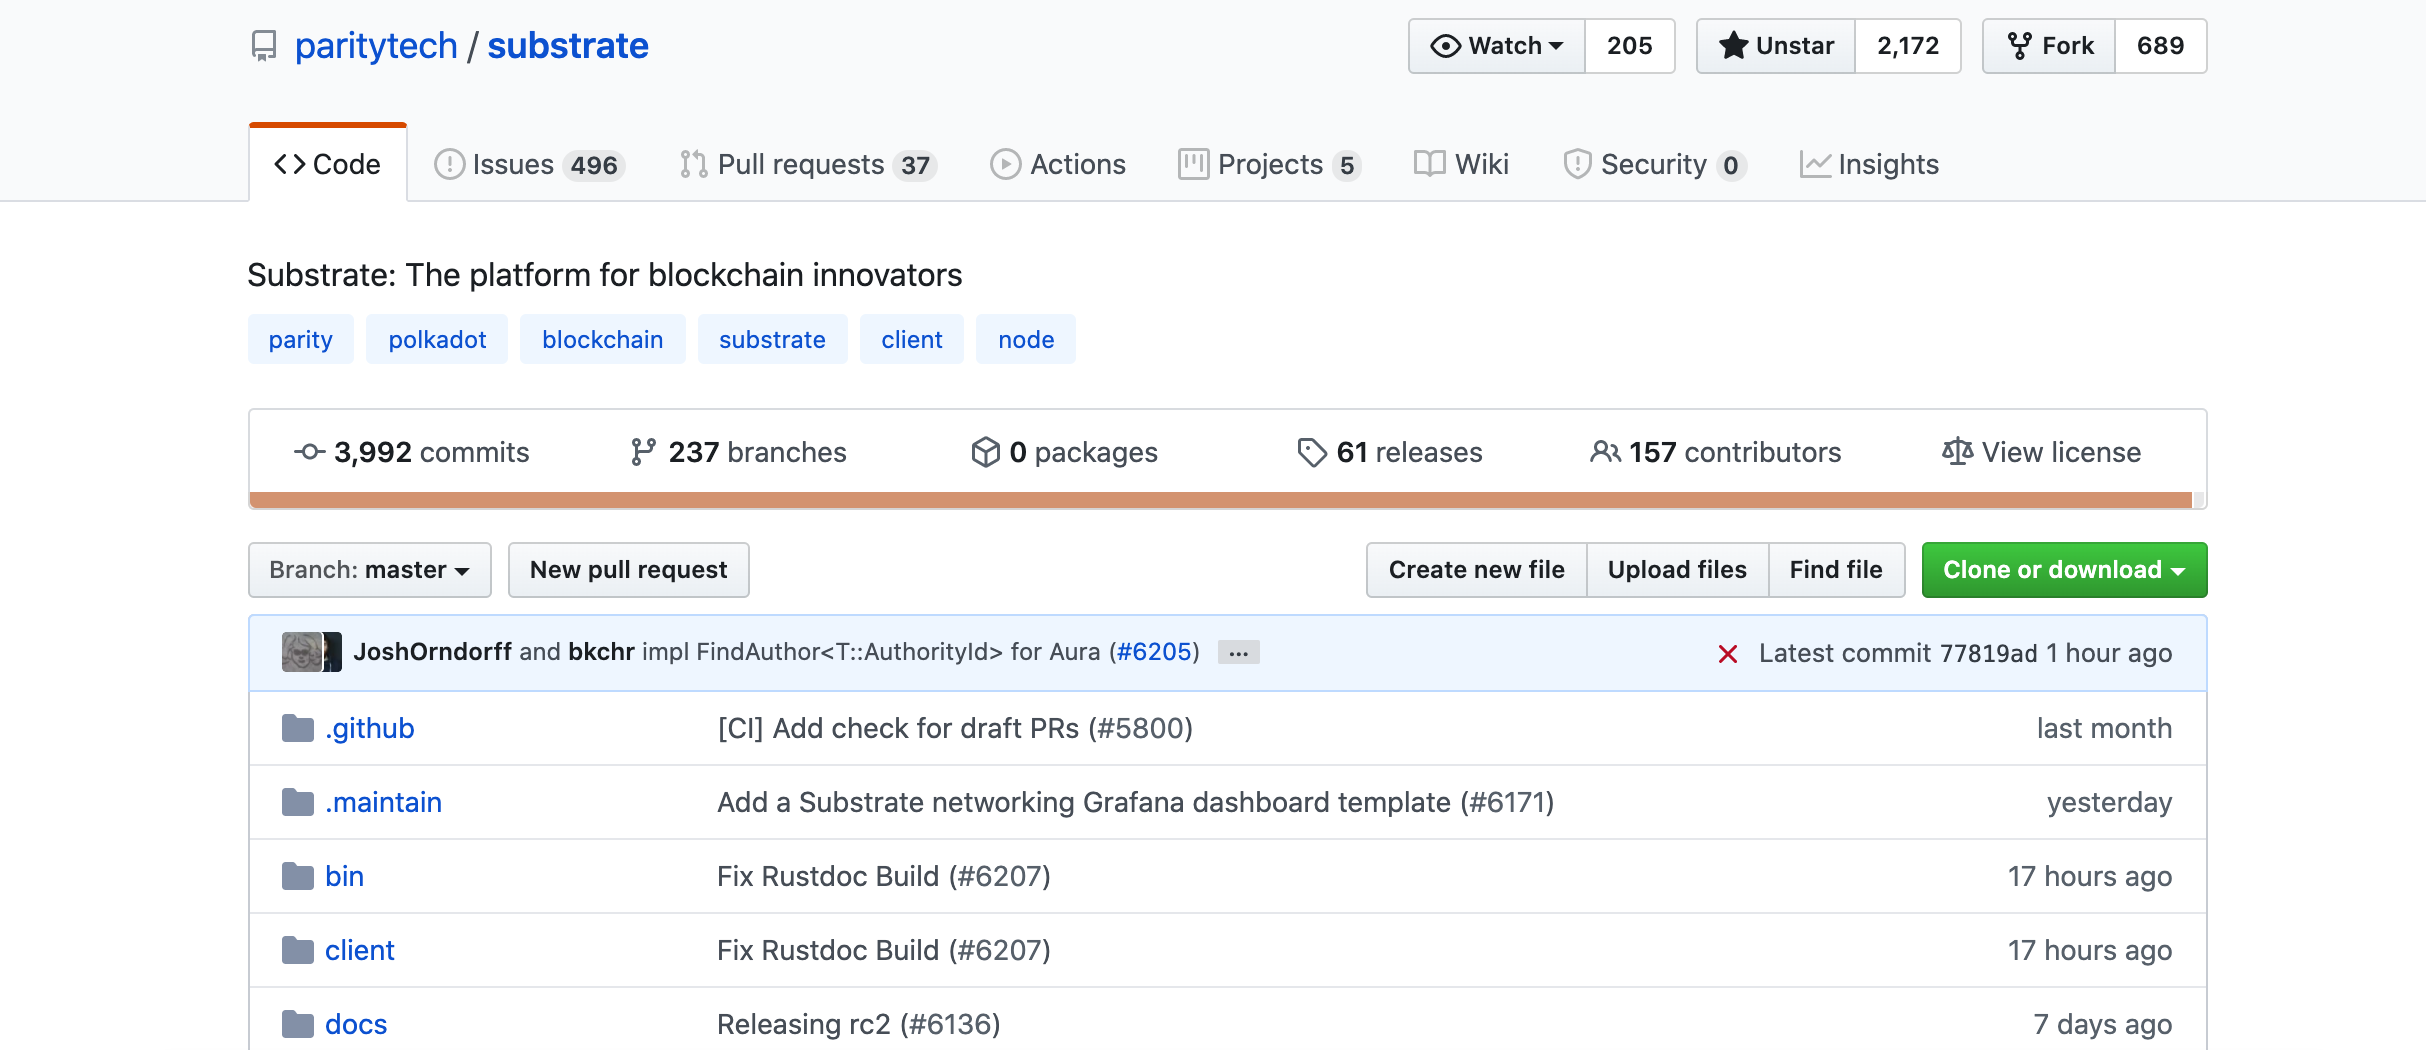 paritytech / substrate Watch 205 Unstar 2,172 Fork 689
Code Issues 496 Pull requests 37 Actions Projects 5 Wiki Security 0 Insights
Substrate: The platform for blockchain innovators
parity polkadot blockchain substrate client node
3,992 commits 237 branches 0 packages 61 releases 157 contributors View license
Branch: master New pull request Create new file Upload files Find file Clone or download
JoshOrndorff and bkchr impl FindAuthor<T::AuthorityId> for Aura (#6205) ... Latest commit 77819ad 1 hour ago
.github [CI] Add check for draft PRs (#5800) last month
.maintain Add a Substrate networking Grafana dashboard template (#6171) yesterday
bin Fix Rustdoc Build (#6207) 17 hours ago
client Fix Rustdoc Build (#6207) 17 hours ago
docs Releasing rc2 (#6136) 7 days ago